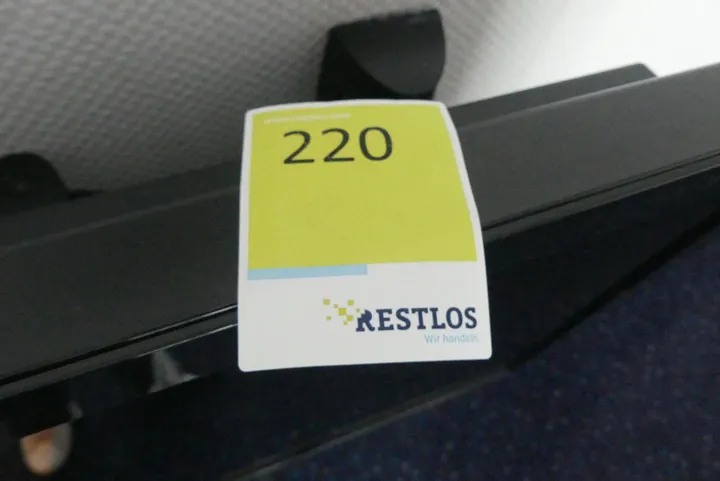 220
RESTLOS
Wir handeln.